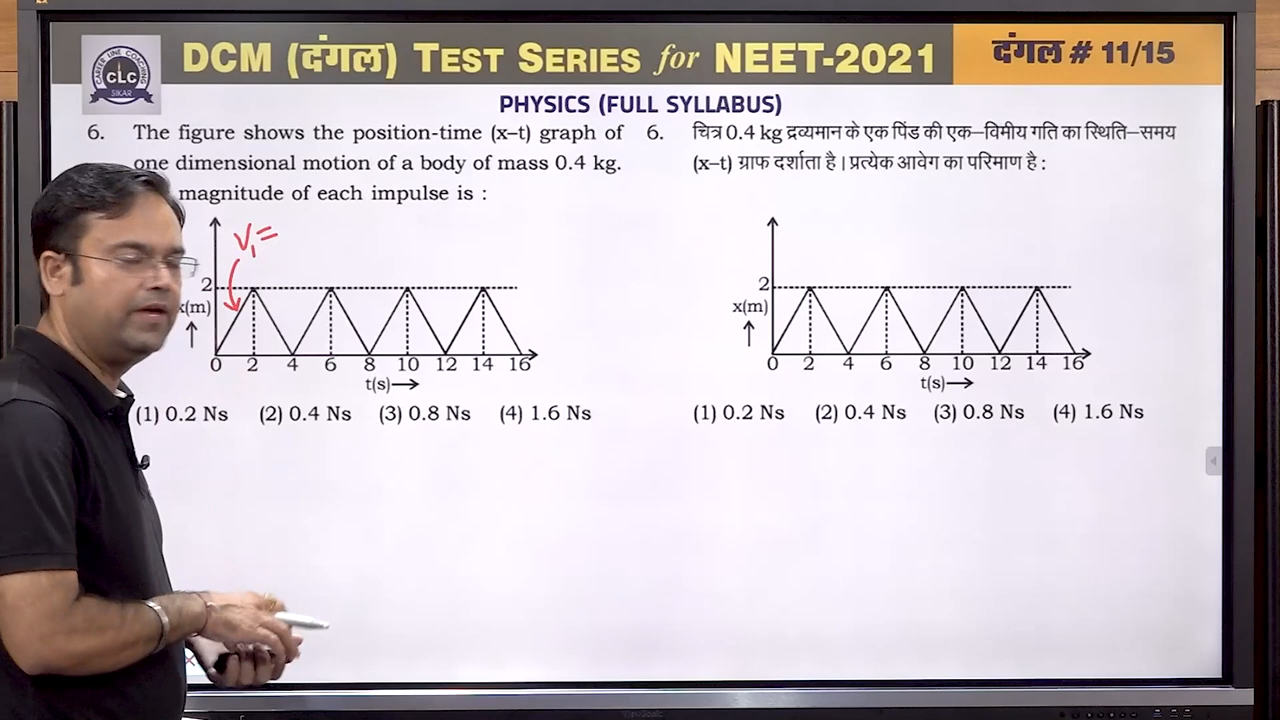 CAREER LINE COACHING
CLC
SIKAR
DCM (दंगल) TEST SERIES for NEET-2021
दंगल # 11/15
PHYSICS (FULL SYLLABUS)
6. The figure shows the position-time (x–t) graph of
one dimensional motion of a body of mass 0.4 kg.
magnitude of each impulse is :
V₁=
2
x(m)
0 2 4 6 8 10 12 14 16
t(s)→
(1) 0.2 Ns (2) 0.4 Ns (3) 0.8 Ns (4) 1.6 Ns
6. चित्र 0.4 kg द्रव्यमान के एक पिंड की एक–विमीय गति का स्थिति–समय
(x–t) ग्राफ दर्शाता है। प्रत्येक आवेग का परिमाण है :
2
x(m)
0 2 4 6 8 10 12 14 16
t(s)→
(1) 0.2 Ns (2) 0.4 Ns (3) 0.8 Ns (4) 1.6 Ns
ViewSonic